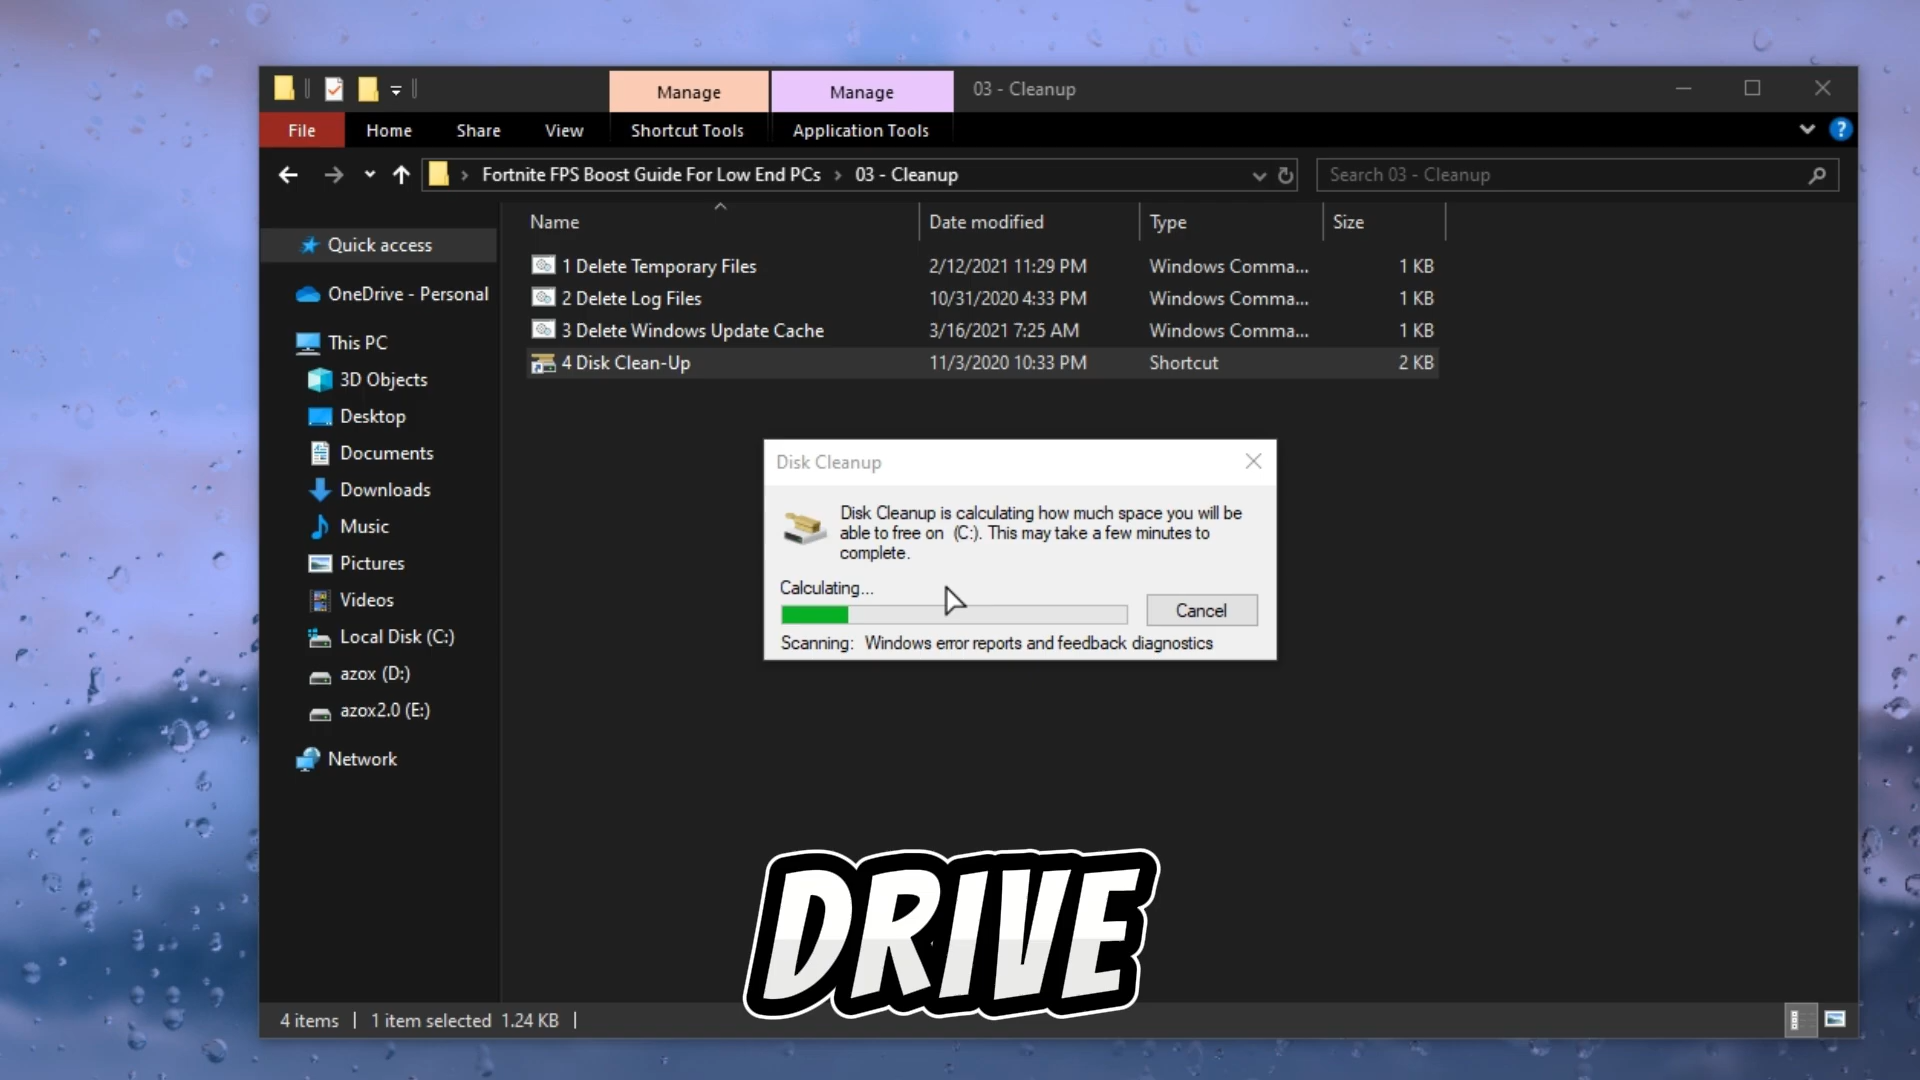 Manage
Manage
03 - Cleanup
File
Home
Share
View
Shortcut Tools
Application Tools
?
Fortnite FPS Boost Guide For Low End PCs > 03 - Cleanup
Search 03 - Cleanup
Name
Date modified
Type
Size
1 Delete Temporary Files 2/12/2021 11:29 PM Windows Comma... 1 KB
2 Delete Log Files 10/31/2020 4:33 PM Windows Comma... 1 KB
3 Delete Windows Update Cache 3/16/2021 7:25 AM Windows Comma... 1 KB
4 Disk Clean-Up 11/3/2020 10:33 PM Shortcut 2 KB
Quick access
OneDrive - Personal
This PC
3D Objects
Desktop
Documents
Downloads
Music
Pictures
Videos
Local Disk (C:)
azox (D:)
azox2.0 (E:)
Network
Disk Cleanup
Disk Cleanup is calculating how much space you will be
able to free on (C:). This may take a few minutes to
complete.
Calculating...
Cancel
Scanning: Windows error reports and feedback diagnostics
DRIVE
4 items
1 item selected 1.24 KB